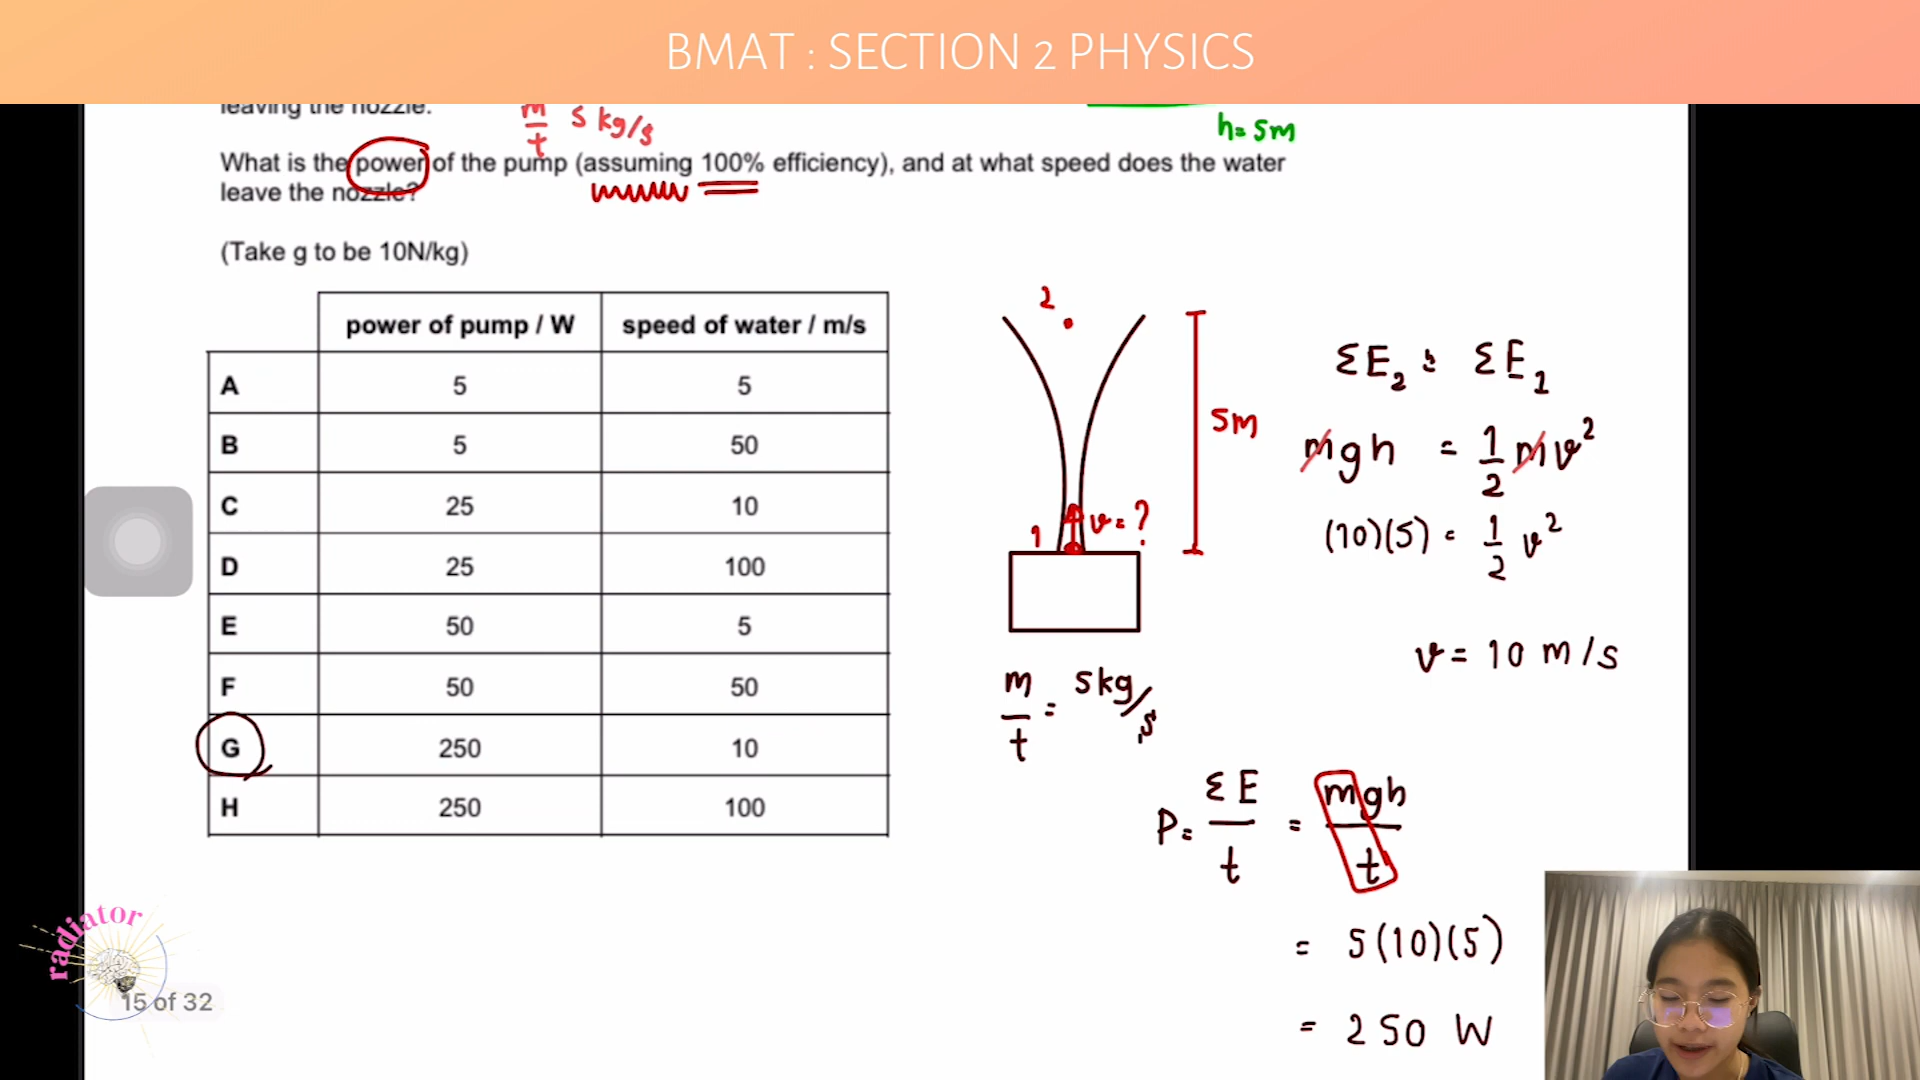 BMAT : SECTION 2 PHYSICS
leaving the nozzle.
m/t 5 kg/s
h= 5m
What is the power of the pump (assuming 100% efficiency), and at what speed does the water
leave the nozzle?
(Take g to be 10N/kg)
power of pump / W speed of water / m/s
A 5 5
B 5 50
C 25 10
D 25 100
E 50 5
F 50 50
G 250 10
H 250 100
2
5m
1
v = ?
m/t = 5kg/s
ΣE₂ = ΣE₁
mgh = 1/2 mv²
(10)(5) = 1/2 v²
v = 10 m/s
P = ΣE/t = mgh/t
= 5(10)(5)
= 250 W
radiator
15 of 32